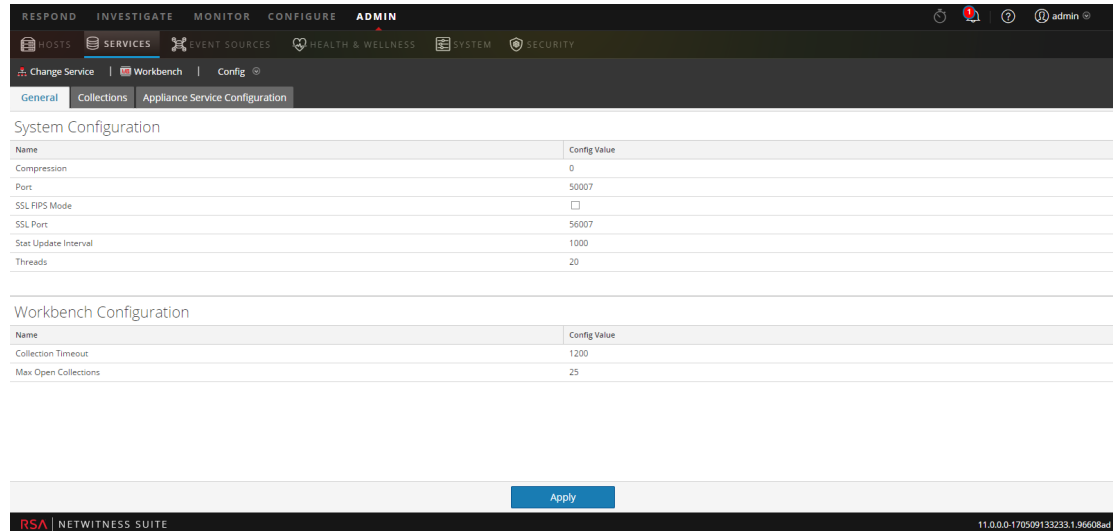 RESPOND INVESTIGATE MONITOR CONFIGURE ADMIN 1 admin
HOSTS SERVICES EVENT SOURCES HEALTH & WELLNESS SYSTEM SECURITY
Change Service | Workbench | Config
General Collections Appliance Service Configuration
System Configuration
Name Config Value
Compression 0
Port 50007
SSL FIPS Mode
SSL Port 56007
Stat Update Interval 1000
Threads 20
Workbench Configuration
Name Config Value
Collection Timeout 1200
Max Open Collections 25
Apply
RSA NETWITNESS SUITE 11.0.0.0-170509133233.1.96608ad